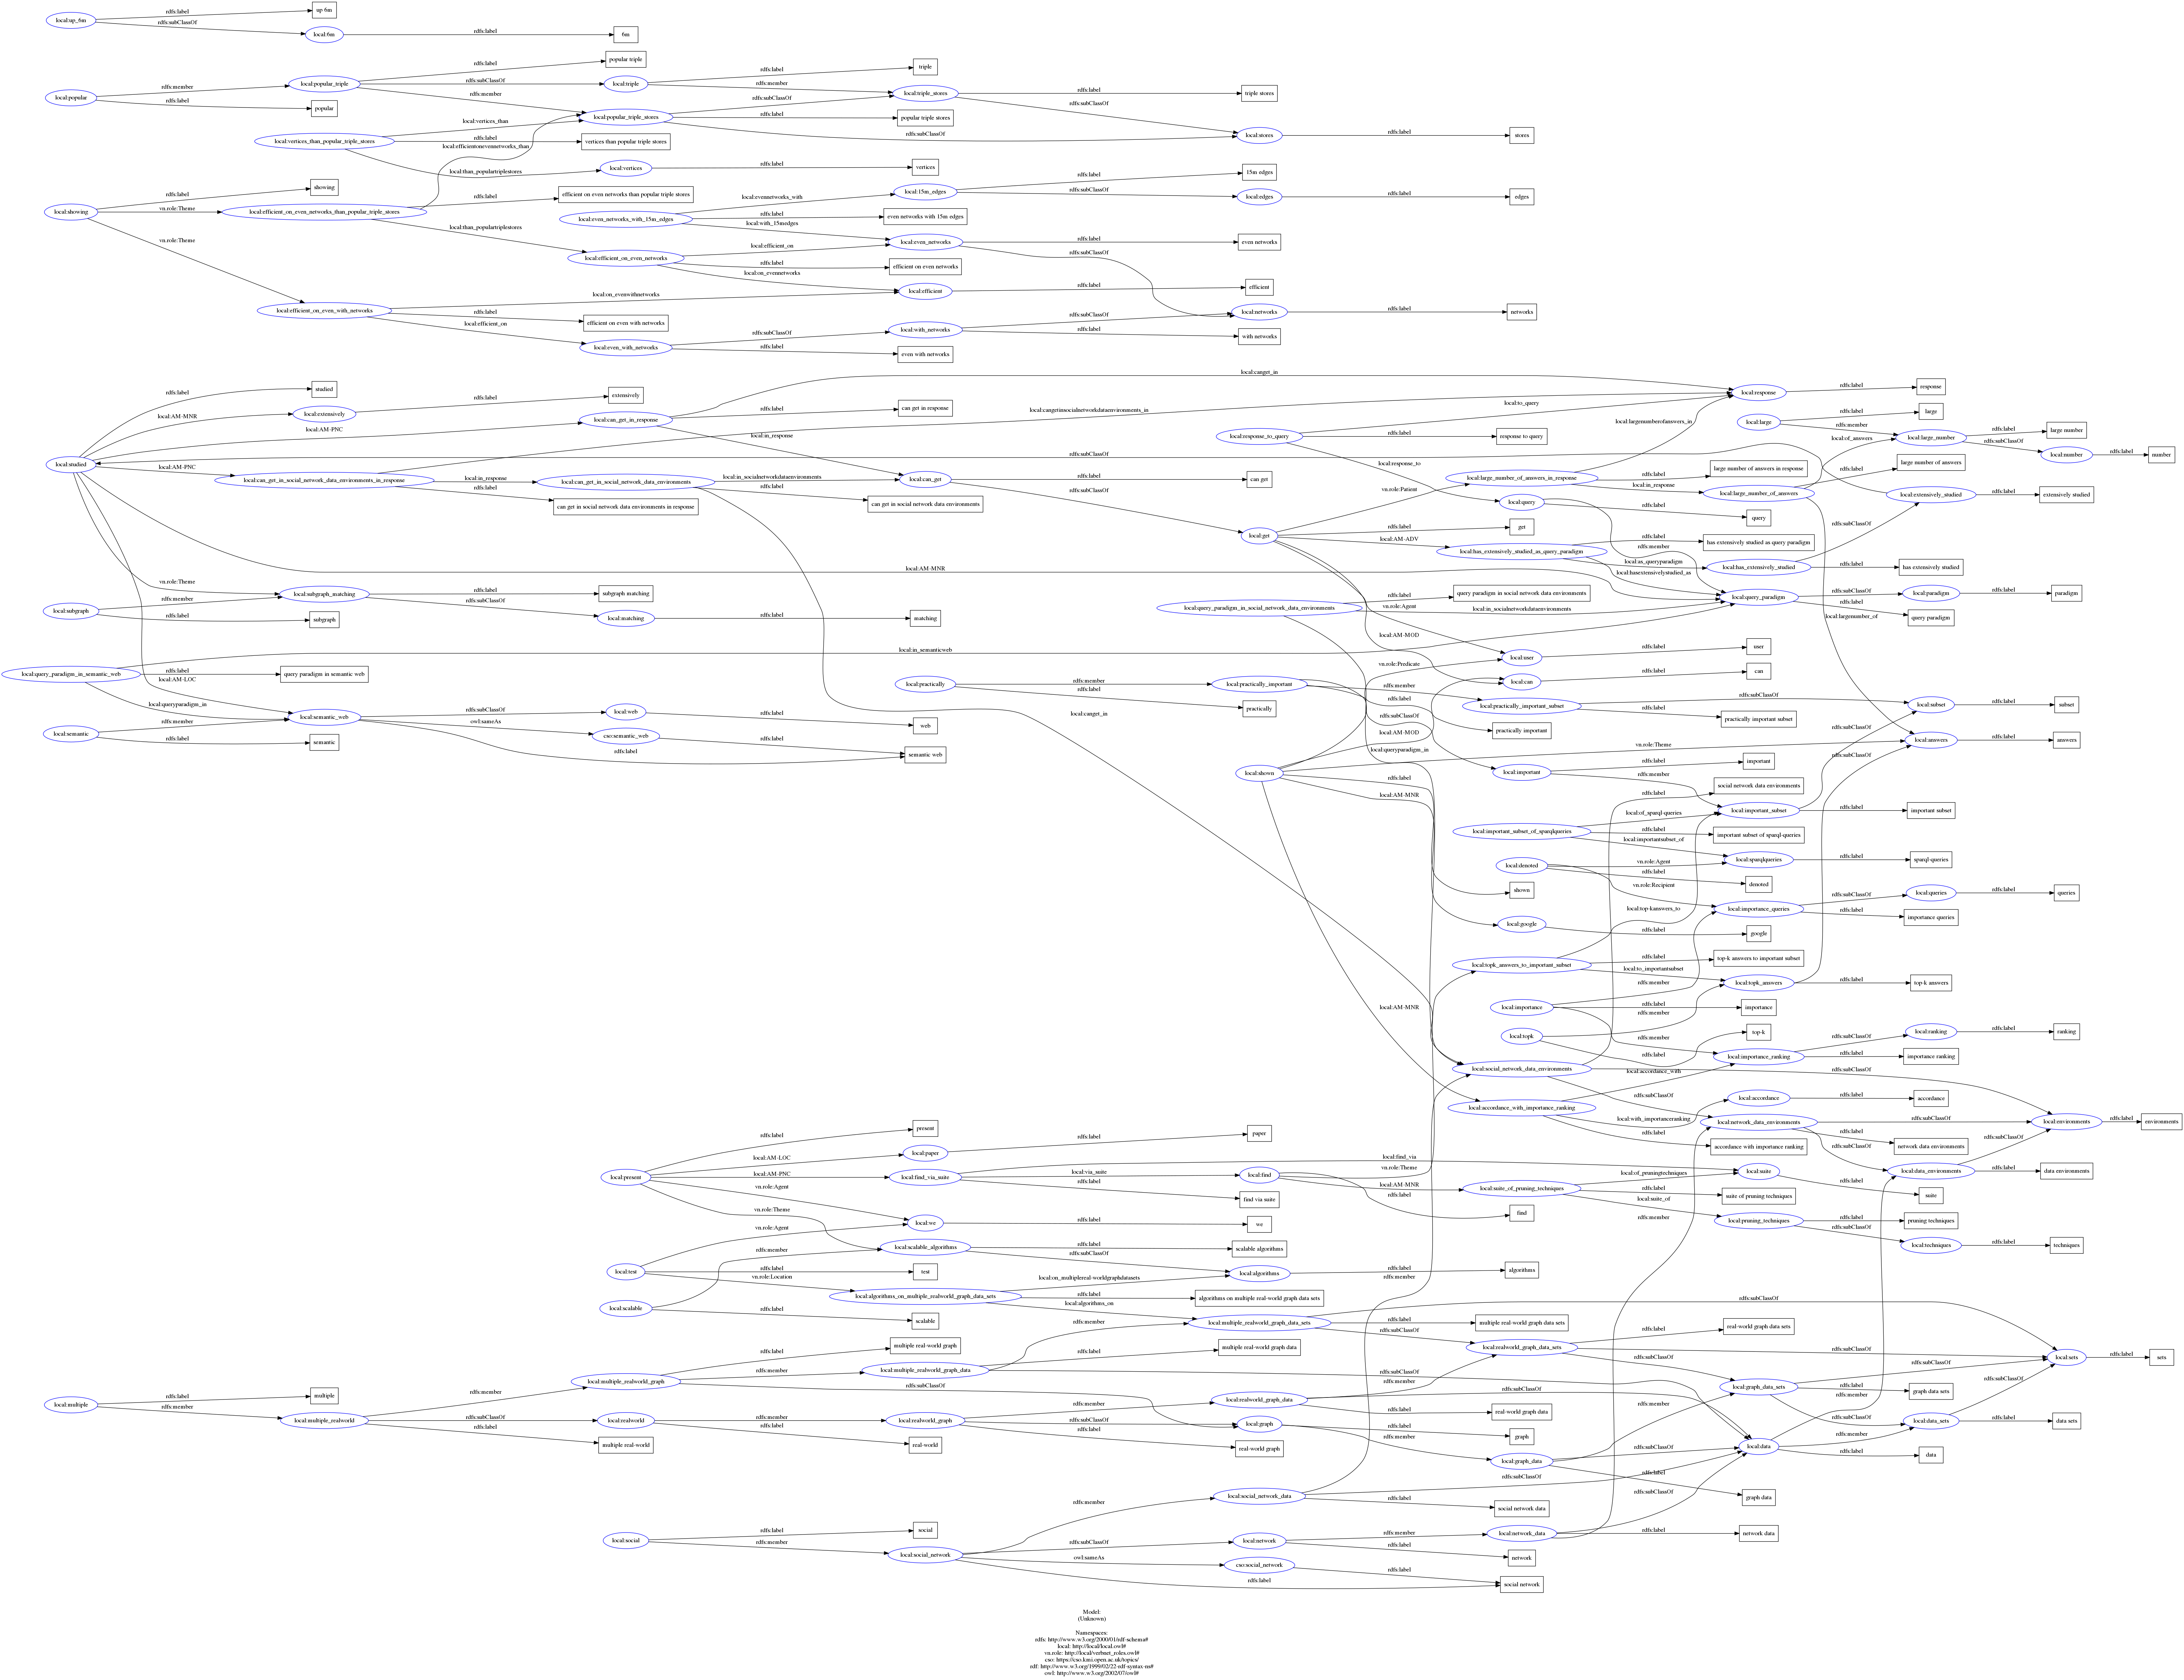 local:up_6m
rdfs:label
up 6m
rdfs:subClassOf
local:6m
rdfs:label
6m
local:popular
rdfs:member
rdfs:label
popular
local:popular_triple
rdfs:label
popular triple
rdfs:subClassOf
rdfs:member
local:triple
rdfs:label
triple
rdfs:member
local:triple_stores
rdfs:label
triple stores
rdfs:subClassOf
local:popular_triple_stores
rdfs:subClassOf
rdfs:label
popular triple stores
rdfs:subClassOf
local:stores
rdfs:label
stores
local:vertices_than_popular_triple_stores
local:vertices_than
rdfs:label
vertices than popular triple stores
local:efficientonevennetworks_than
local:than_populartriplestores
local:vertices
rdfs:label
vertices
local:showing
rdfs:label
showing
vn.role:Theme
vn.role:Theme
local:efficient_on_even_networks_than_popular_triple_stores
rdfs:label
efficient on even networks than popular triple stores
local:than_populartriplestores
local:even_networks_with_15m_edges
local:evennetworks_with
rdfs:label
even networks with 15m edges
local:with_15medges
local:15m_edges
rdfs:label
15m edges
rdfs:subClassOf
local:edges
rdfs:label
edges
local:efficient_on_even_networks
local:efficient_on
rdfs:label
efficient on even networks
local:on_evennetworks
local:even_networks
rdfs:label
even networks
rdfs:subClassOf
local:efficient
rdfs:label
efficient
local:efficient_on_even_with_networks
local:on_evenwithnetworks
rdfs:label
efficient on even with networks
local:efficient_on
local:even_with_networks
rdfs:subClassOf
rdfs:label
even with networks
local:with_networks
rdfs:subClassOf
rdfs:label
with networks
local:networks
rdfs:label
networks
local:studied
rdfs:label
studied
local:AM-MNR
local:extensively
rdfs:label
extensively
local:AM-PNC
local:can_get_in_response
local:canget_in
rdfs:label
can get in response
local:in_response
local:AM-PNC
local:can_get_in_social_network_data_environments_in_response
local:cangetinsocialnetworkdataenvironments_in
local:in_response
rdfs:label
can get in social network data environments in response
local:can_get_in_social_network_data_environments
local:in_socialnetworkdataenvironments
rdfs:label
can get in social network data environments
local:canget_in
local:can_get
rdfs:label
can get
rdfs:subClassOf
rdfs:subClassOf
local:response_to_query
local:to_query
rdfs:label
response to query
local:response_to
local:response
rdfs:label
response
local:large
rdfs:label
large
rdfs:member
local:large_number
rdfs:label
large number
rdfs:subClassOf
local:number
rdfs:label
number
local:get
vn.role:Patient
rdfs:label
get
local:AM-ADV
local:large_number_of_answers_in_response
local:largenumberofanswers_in
rdfs:label
large number of answers in response
local:in_response
local:large_number_of_answers
local:of_answers
rdfs:label
large number of answers
local:largenumber_of
local:query
rdfs:label
query
rdfs:member
local:extensively_studied
rdfs:label
extensively studied
local:has_extensively_studied_as_query_paradigm
rdfs:label
has extensively studied as query paradigm
local:as_queryparadigm
local:hasextensivelystudied_as
local:has_extensively_studied
rdfs:subClassOf
rdfs:label
has extensively studied
local:AM-MNR
vn.role:Theme
local:AM-LOC
local:subgraph
rdfs:member
rdfs:label
subgraph
local:subgraph_matching
rdfs:label
subgraph matching
rdfs:subClassOf
local:matching
rdfs:label
matching
local:query_paradigm_in_social_network_data_environments
rdfs:label
query paradigm in social network data environments
vn.role:Agent
local:in_socialnetworkdataenvironments
local:queryparadigm_in
local:AM-MOD
local:query_paradigm
rdfs:subClassOf
rdfs:label
query paradigm
local:paradigm
rdfs:label
paradigm
local:query_paradigm_in_semantic_web
local:in_semanticweb
rdfs:label
query paradigm in semantic web
local:queryparadigm_in
local:semantic
rdfs:member
rdfs:label
semantic
local:semantic_web
rdfs:subClassOf
owl:sameAs
rdfs:label
local:web
rdfs:label
web
cso:semantic_web
rdfs:label
semantic web
local:user
rdfs:label
user
local:can
rdfs:label
can
local:practically
rdfs:member
rdfs:label
practically
local:practically_important
rdfs:member
rdfs:label
practically important
rdfs:subClassOf
local:practically_important_subset
rdfs:subClassOf
rdfs:label
practically important subset
local:subset
rdfs:label
subset
local:shown
vn.role:Predicate
local:AM-MOD
vn.role:Theme
rdfs:label
shown
local:AM-MNR
local:AM-MNR
local:answers
rdfs:label
answers
local:important
rdfs:label
important
rdfs:member
rdfs:label
social network data environments
local:important_subset
rdfs:subClassOf
rdfs:label
important subset
local:important_subset_of_sparqlqueries
local:of_sparql-queries
rdfs:label
important subset of sparql-queries
local:importantsubset_of
local:sparqlqueries
rdfs:label
sparql-queries
local:denoted
vn.role:Agent
rdfs:label
denoted
vn.role:Recipient
local:importance_queries
rdfs:subClassOf
rdfs:label
importance queries
local:queries
rdfs:label
queries
local:google
rdfs:label
google
local:topk_answers_to_important_subset
local:top-kanswers_to
rdfs:label
top-k answers to important subset
local:to_importantsubset
local:topk_answers
rdfs:subClassOf
rdfs:label
top-k answers
local:importance
rdfs:member
rdfs:label
importance
rdfs:member
local:topk
rdfs:member
rdfs:label
top-k
local:importance_ranking
rdfs:subClassOf
rdfs:label
importance ranking
local:ranking
rdfs:label
ranking
local:social_network_data_environments
rdfs:subClassOf
rdfs:subClassOf
local:accordance_with_importance_ranking
local:accordance_with
local:with_importanceranking
rdfs:label
accordance with importance ranking
local:accordance
rdfs:label
accordance
local:network_data_environments
rdfs:subClassOf
rdfs:label
network data environments
rdfs:subClassOf
local:environments
rdfs:label
environments
local:data_environments
rdfs:subClassOf
rdfs:label
data environments
local:present
rdfs:label
present
local:AM-LOC
local:paper
rdfs:label
paper
local:AM-PNC
vn.role:Agent
vn.role:Theme
local:find_via_suite
local:find_via
local:via_suite
rdfs:label
find via suite
local:find
vn.role:Theme
local:AM-MNR
rdfs:label
find
local:suite_of_pruning_techniques
local:of_pruningtechniques
rdfs:label
suite of pruning techniques
local:suite_of
local:suite
rdfs:label
suite
local:pruning_techniques
rdfs:label
pruning techniques
rdfs:subClassOf
local:techniques
rdfs:label
techniques
local:we
rdfs:label
we
local:test
vn.role:Agent
rdfs:label
test
vn.role:Location
local:scalable
rdfs:member
rdfs:label
scalable
local:scalable_algorithms
rdfs:label
scalable algorithms
rdfs:subClassOf
local:algorithms
rdfs:label
algorithms
local:algorithms_on_multiple_realworld_graph_data_sets
local:on_multiplereal-worldgraphdatasets
rdfs:label
algorithms on multiple real-world graph data sets
local:algorithms_on
local:multiple_realworld_graph_data_sets
rdfs:subClassOf
rdfs:label
multiple real-world graph data sets
rdfs:subClassOf
local:realworld_graph_data_sets
rdfs:label
real-world graph data sets
rdfs:subClassOf
rdfs:subClassOf
local:sets
rdfs:label
sets
local:multiple
rdfs:label
multiple
rdfs:member
local:multiple_realworld
rdfs:member
rdfs:subClassOf
rdfs:label
multiple real-world
local:multiple_realworld_graph
rdfs:label
multiple real-world graph
rdfs:member
rdfs:subClassOf
local:multiple_realworld_graph_data
rdfs:member
rdfs:label
multiple real-world graph data
rdfs:subClassOf
local:realworld
rdfs:member
rdfs:label
real-world
local:realworld_graph
rdfs:member
rdfs:subClassOf
rdfs:label
real-world graph
local:realworld_graph_data
rdfs:member
rdfs:subClassOf
rdfs:label
real-world graph data
local:graph
rdfs:label
graph
rdfs:member
local:graph_data
rdfs:member
rdfs:subClassOf
rdfs:label
graph data
local:graph_data_sets
rdfs:subClassOf
rdfs:label
graph data sets
rdfs:subClassOf
local:data_sets
rdfs:subClassOf
rdfs:label
data sets
local:data
rdfs:member
rdfs:member
rdfs:label
data
local:social
rdfs:label
social
rdfs:member
local:social_network
rdfs:member
rdfs:subClassOf
owl:sameAs
rdfs:label
local:social_network_data
rdfs:member
rdfs:subClassOf
rdfs:label
social network data
local:network
rdfs:member
rdfs:label
network
local:network_data
rdfs:member
rdfs:subClassOf
rdfs:label
network data
cso:social_network
rdfs:label
social network
Model:
(Unknown)
Namespaces:
rdfs: http://www.w3.org/2000/01/rdf-schema#
local: http://local/local.owl#
vn.role: http://local/verbnet_roles.owl#
cso: https://cso.kmi.open.ac.uk/topics/
rdf: http://www.w3.org/1999/02/22-rdf-syntax-ns#
owl: http://www.w3.org/2002/07/owl#